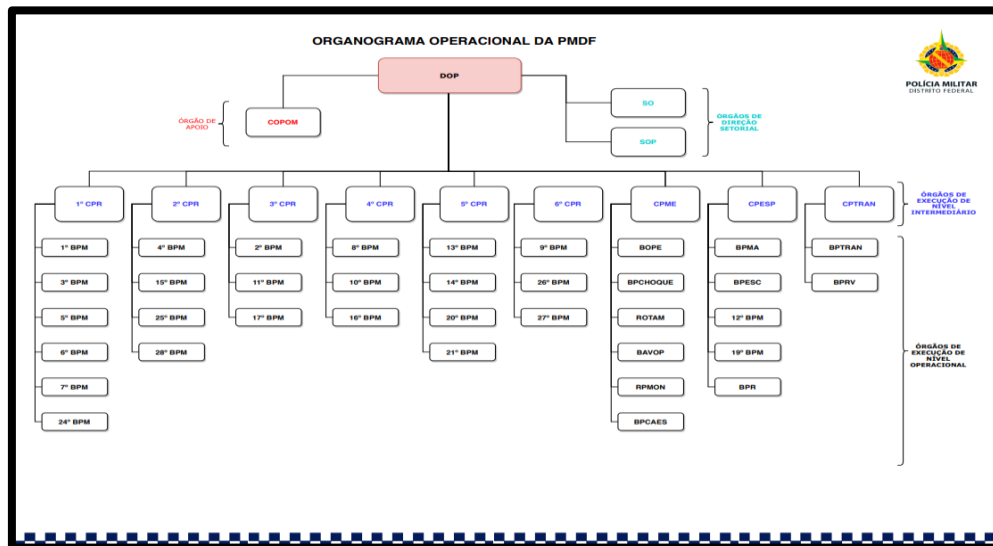 ORGANOGRAMA OPERACIONAL DA PMDF
POLÍCIA MILITAR
DISTRITO FEDERAL
DOP
ÓRGÃO DE
APOIO
COPOM
SO
SOP
ÓRGÃOS DE
DIREÇÃO
SETORIAL
1º CPR
2º CPR
3º CPR
4º CPR
5º CPR
6º CPR
CPME
CPESP
CPTRAN
ÓRGÃOS DE
EXECUÇÃO DE
NÍVEL
INTERMEDIÁRIO
1º BPM
4º BPM
2º BPM
8º BPM
13º BPM
9º BPM
BOPE
BPMA
BPTRAN
3º BPM
15º BPM
11º BPM
10º BPM
14º BPM
26º BPM
BPCHOQUE
BPESC
BPRV
5º BPM
25º BPM
17º BPM
16º BPM
20º BPM
27º BPM
ROTAM
12º BPM
6º BPM
28º BPM
21º BPM
BAVOP
19º BPM
ÓRGÃOS DE
EXECUÇÃO DE
NÍVEL
OPERACIONAL
7º BPM
RPMON
BPR
24º BPM
BPCAES